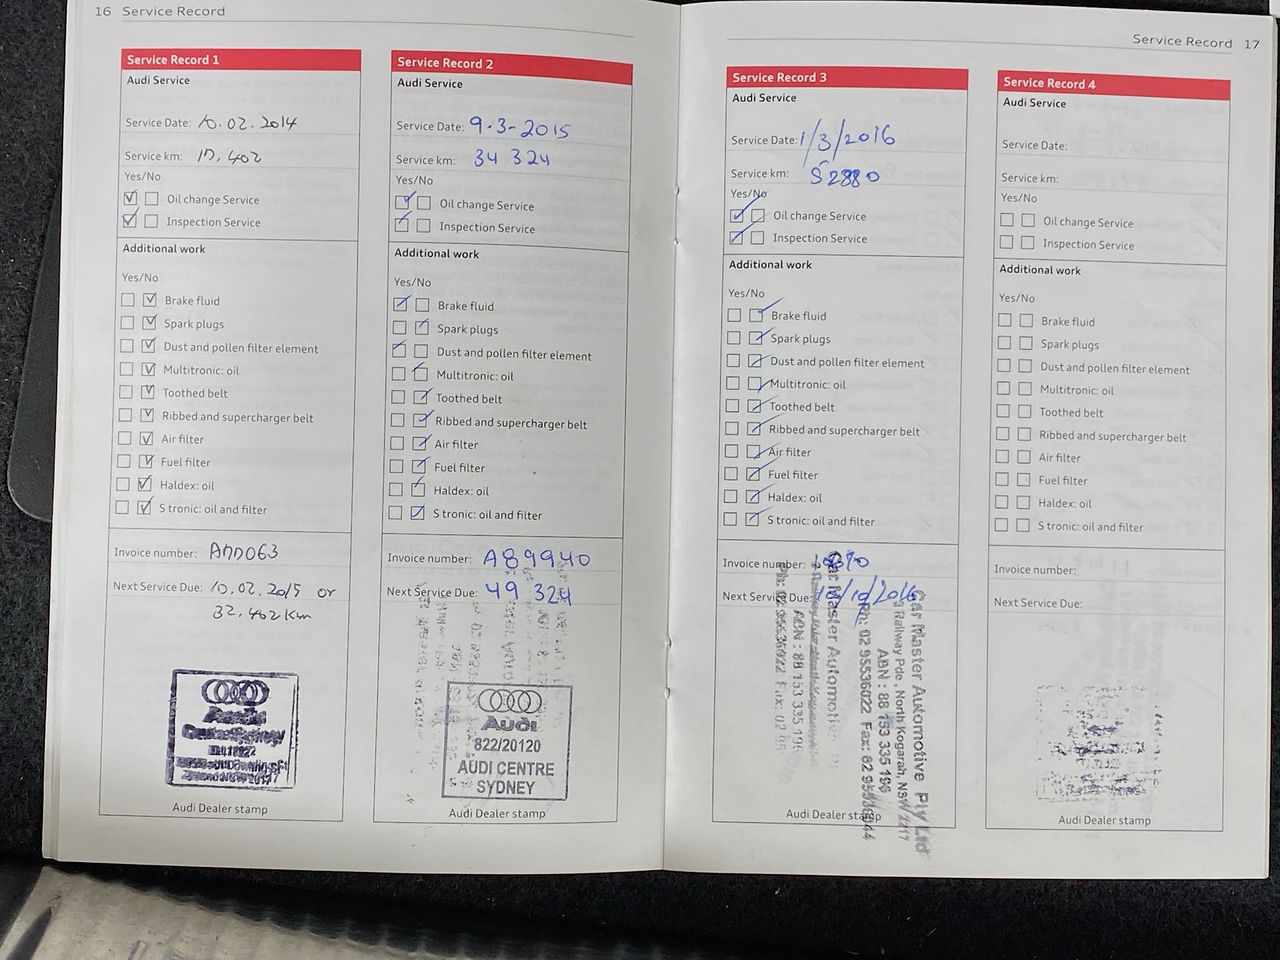 16 Service Record
Service Record 1
Audi Service
Service Date: 10.02.2014
Service km: 17.402
Yes/No
Oil change Service
Inspection Service
Additional work
Yes/No
Brake fluid
Spark plugs
Dust and pollen filter element
Multitronic: oil
Toothed belt
Ribbed and supercharger belt
Air filter
Fuel filter
Haldex: oil
S tronic: oil and filter
Invoice number:
Next Service Due: 10.02.2015 or
32.402 Km
Audi Dealer stamp
Service Record 2
Audi Service
Service Date: 9-3-2015
Service km: 34 324
Yes/No
Oil change Service
Inspection Service
Additional work
Yes/No
Brake fluid
Spark plugs
Dust and pollen filter element
Multitronic: oil
Toothed belt
Ribbed and supercharger belt
Air filter
Fuel filter
Haldex: oil
S tronic: oil and filter
Invoice number: A89940
Next Service Due: 49 324
Audi
822/20120
AUDI CENTRE
SYDNEY
Audi Dealer stamp
Service Record 17
Service Record 3
Audi Service
Service Date: 1/3/2016
Service km: 52880
Yes/No
Oil change Service
Inspection Service
Additional work
Yes/No
Brake fluid
Spark plugs
Dust and pollen filter element
Multitronic: oil
Toothed belt
Ribbed and supercharger belt
Air filter
Fuel filter
Haldex: oil
S tronic: oil and filter
Invoice number:
Next Service Due:
Car Master Automotive Pty Ltd
Railway Pde, North Kogarah, NSW 2217
ABN: 88 153 335 196
Ph: 02 95536022 Fax:
Audi Dealer stamp
Service Record 4
Audi Service
Service Date:
Service km:
Yes/No
Oil change Service
Inspection Service
Additional work
Yes/No
Brake fluid
Spark plugs
Dust and pollen filter element
Multitronic: oil
Toothed belt
Ribbed and supercharger belt
Air filter
Fuel filter
Haldex: oil
S tronic: oil and filter
Invoice number:
Next Service Due:
Audi Dealer stamp